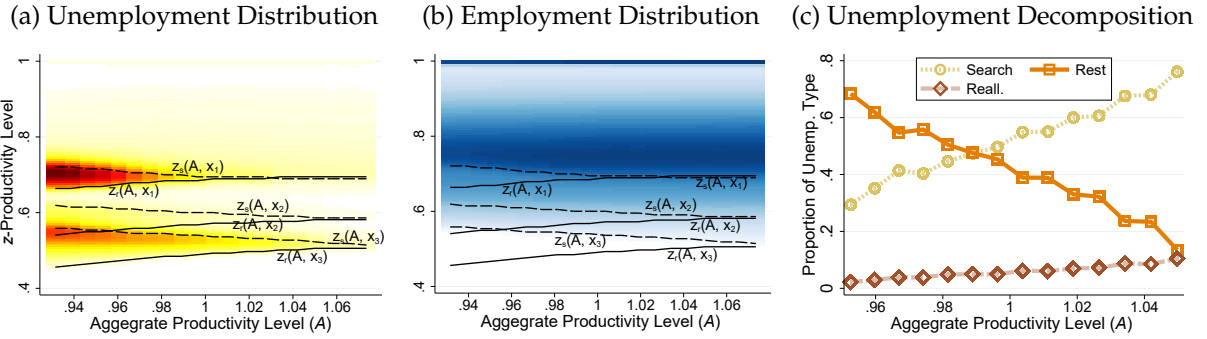 (a) Unemployment Distribution
z-Productivity Level
1
.8
.6
.4
zs(A, x1)
zr(A, x1)
zs(A, x2)
zr(A, x2)
zs(A, x3)
zr(A, x3)
.94 .96 .98 1 1.02 1.04 1.06
Aggegrate Productivity Level (A)
(b) Employment Distribution
1
.8
.6
.4
zs(A, x1)
zr(A, x1)
zs(A, x2)
zr(A, x2)
zs(A, x3)
zr(A, x3)
.94 .96 .98 1 1.02 1.04 1.06
Aggegrate Productivity Level (A)
(c) Unemployment Decomposition
Proportion of Unemp. Type
.8
.6
.4
.2
0
Search Rest
Reall.
.96 .98 1 1.02 1.04
Aggegrate Productivity Level (A)